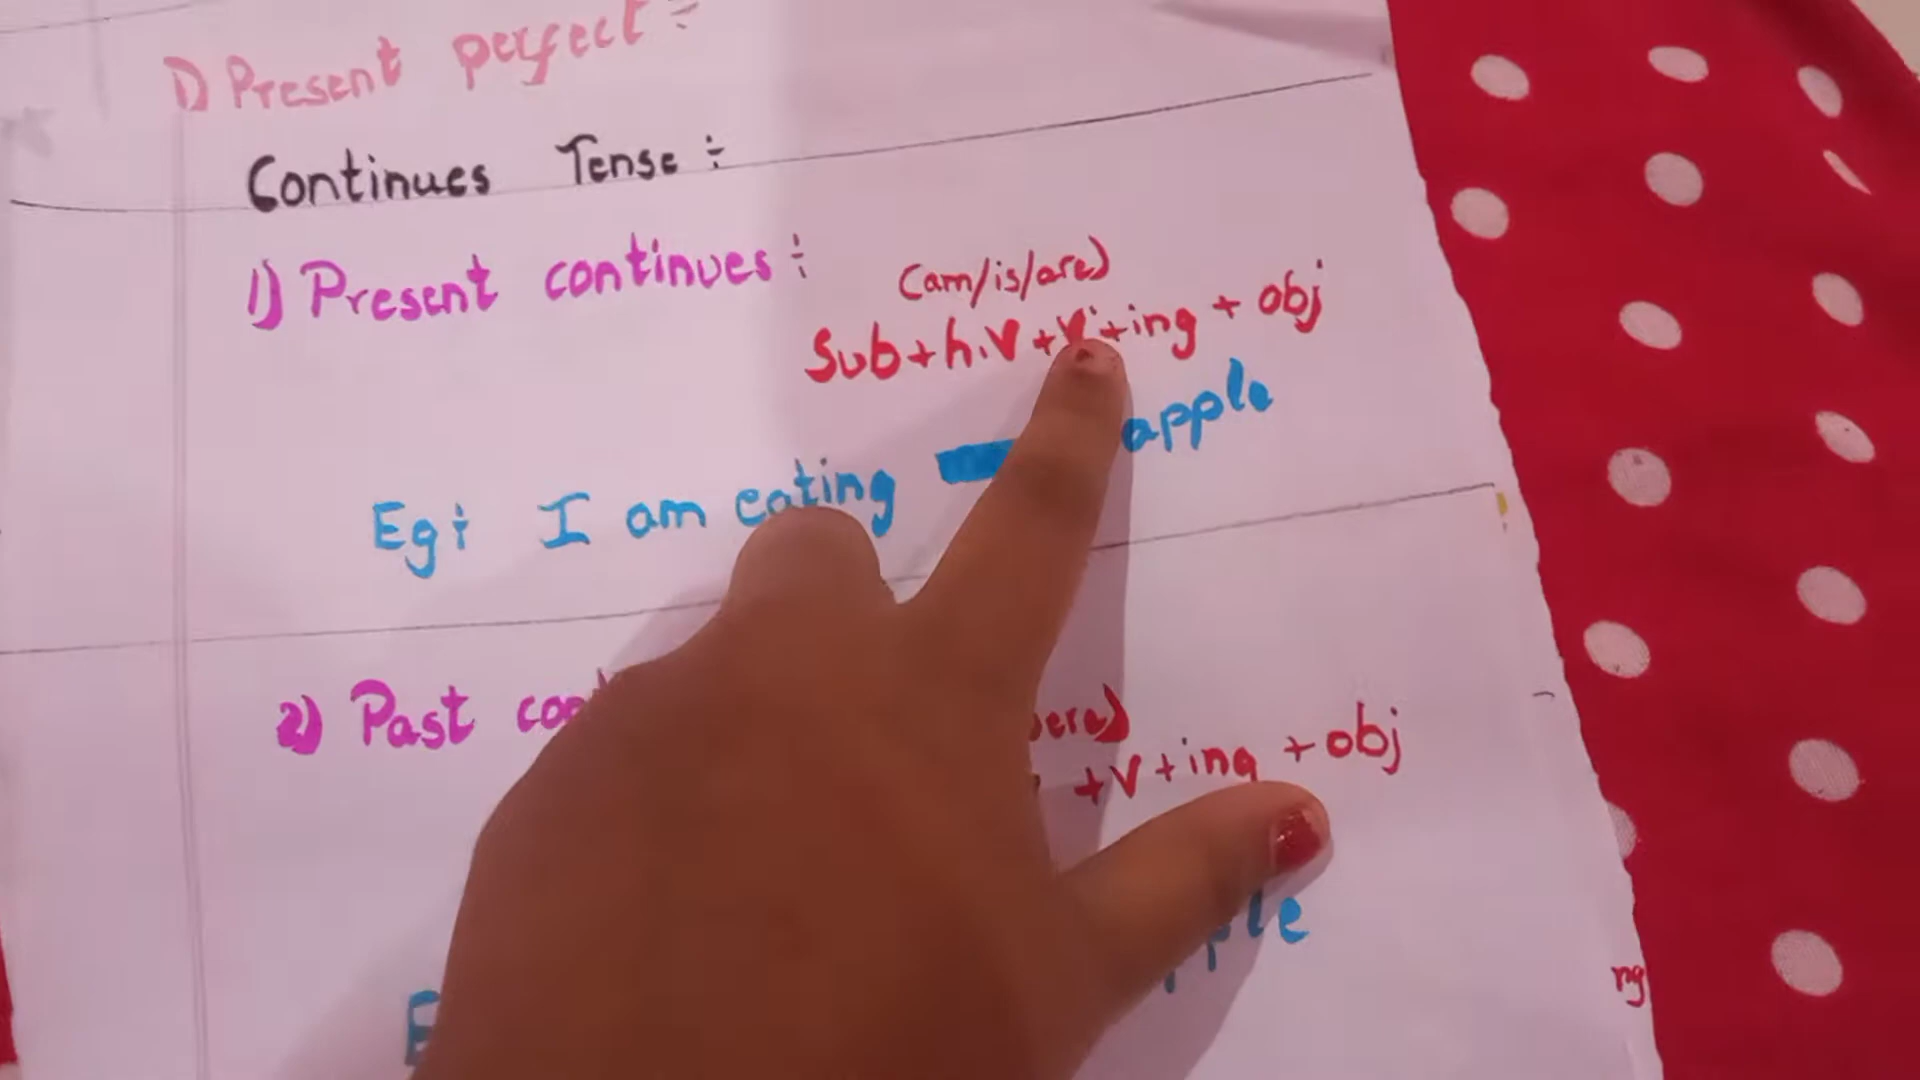 1) Present perfect ÷
Continues Tense ÷
1) Present continues ÷
(am/is/are)
Sub + h.v + v + ing + obj
Eg ÷ I am eating apple
2) Past
+ v + ing + obj
ng